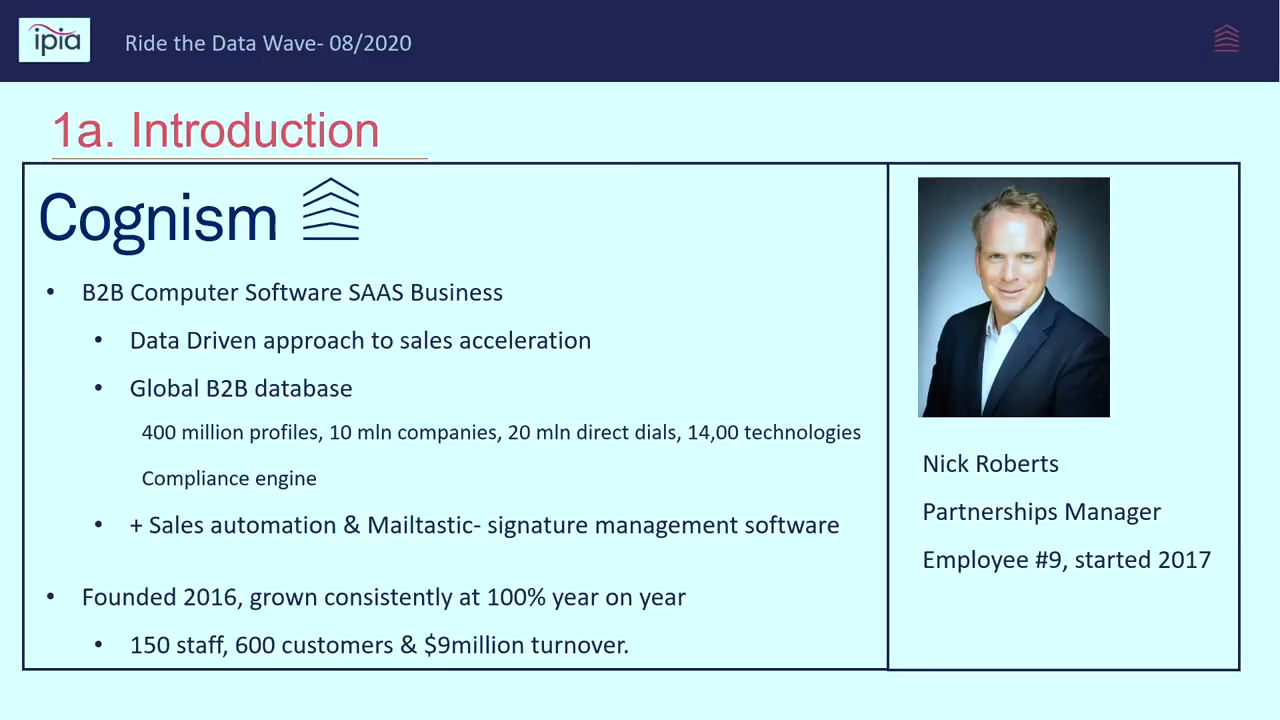 ipia
Ride the Data Wave- 08/2020
1a. Introduction
Cognism
• B2B Computer Software SAAS Business
• Data Driven approach to sales acceleration
• Global B2B database
400 million profiles, 10 mln companies, 20 mln direct dials, 14,00 technologies
Compliance engine
• + Sales automation & Mailtastic- signature management software
• Founded 2016, grown consistently at 100% year on year
• 150 staff, 600 customers & $9million turnover.
Nick Roberts
Partnerships Manager
Employee #9, started 2017